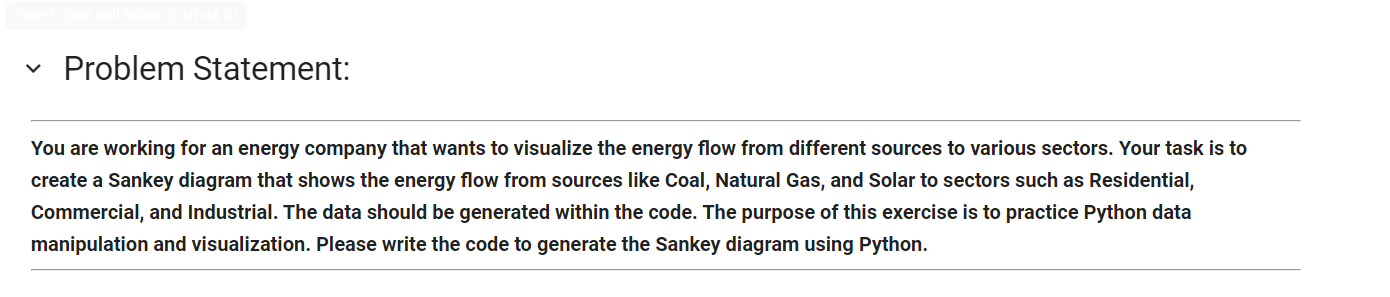 Insert code cell below (Ctrl+M B)
Problem Statement:
You are working for an energy company that wants to visualize the energy flow from different sources to various sectors. Your task is to
create a Sankey diagram that shows the energy flow from sources like Coal, Natural Gas, and Solar to sectors such as Residential,
Commercial, and Industrial. The data should be generated within the code. The purpose of this exercise is to practice Python data
manipulation and visualization. Please write the code to generate the Sankey diagram using Python.